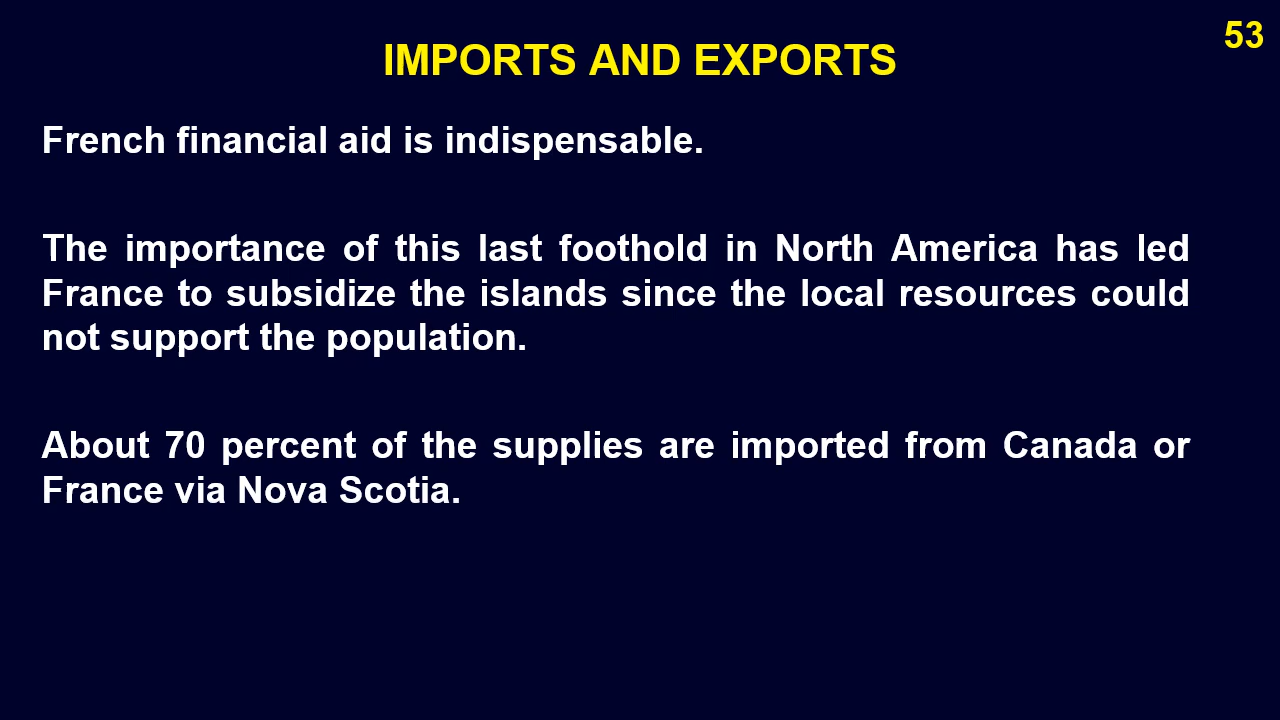 53
IMPORTS AND EXPORTS
French financial aid is indispensable.
The importance of this last foothold in North America has led
France to subsidize the islands since the local resources could
not support the population.
About 70 percent of the supplies are imported from Canada or
France via Nova Scotia.